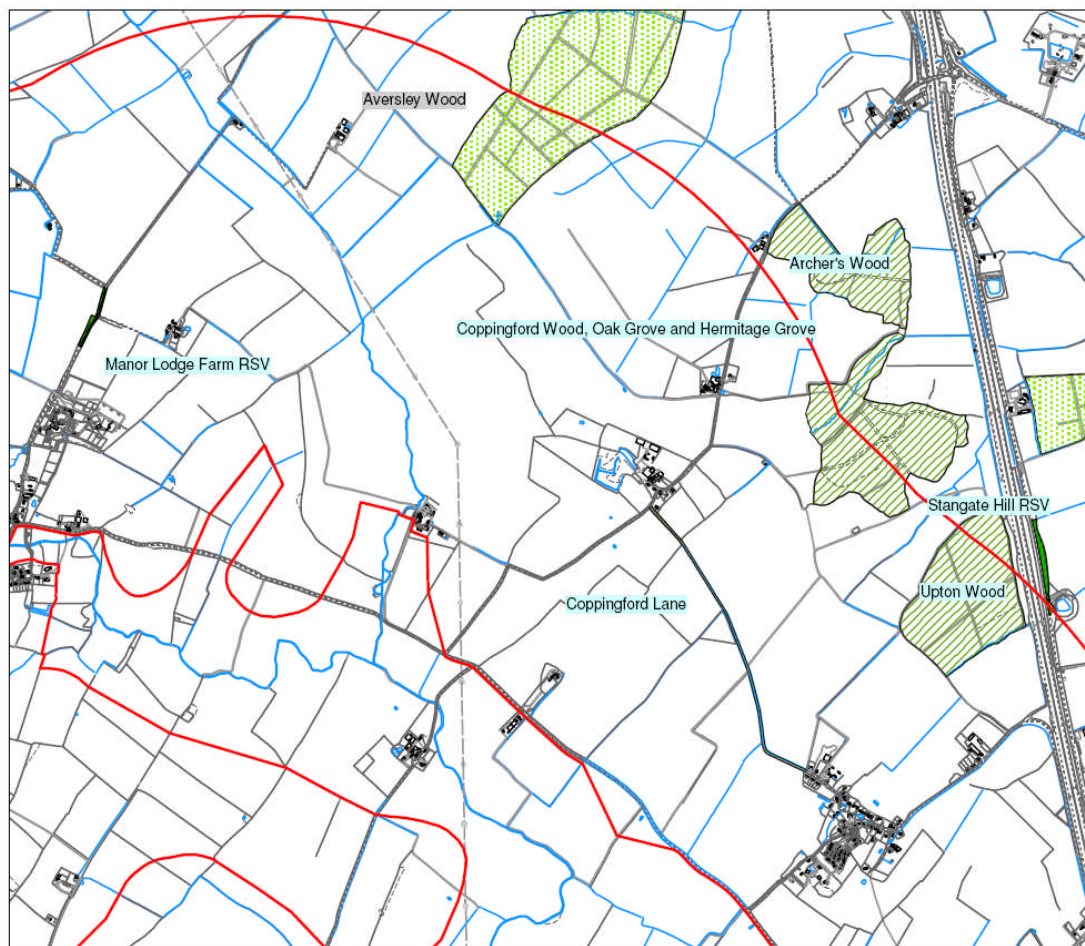 Aversley Wood
Archer's Wood
Coppingford Wood, Oak Grove and Hermitage Grove
Manor Lodge Farm RSV
Stangate Hill RSV
Upton Wood
Coppingford Lane